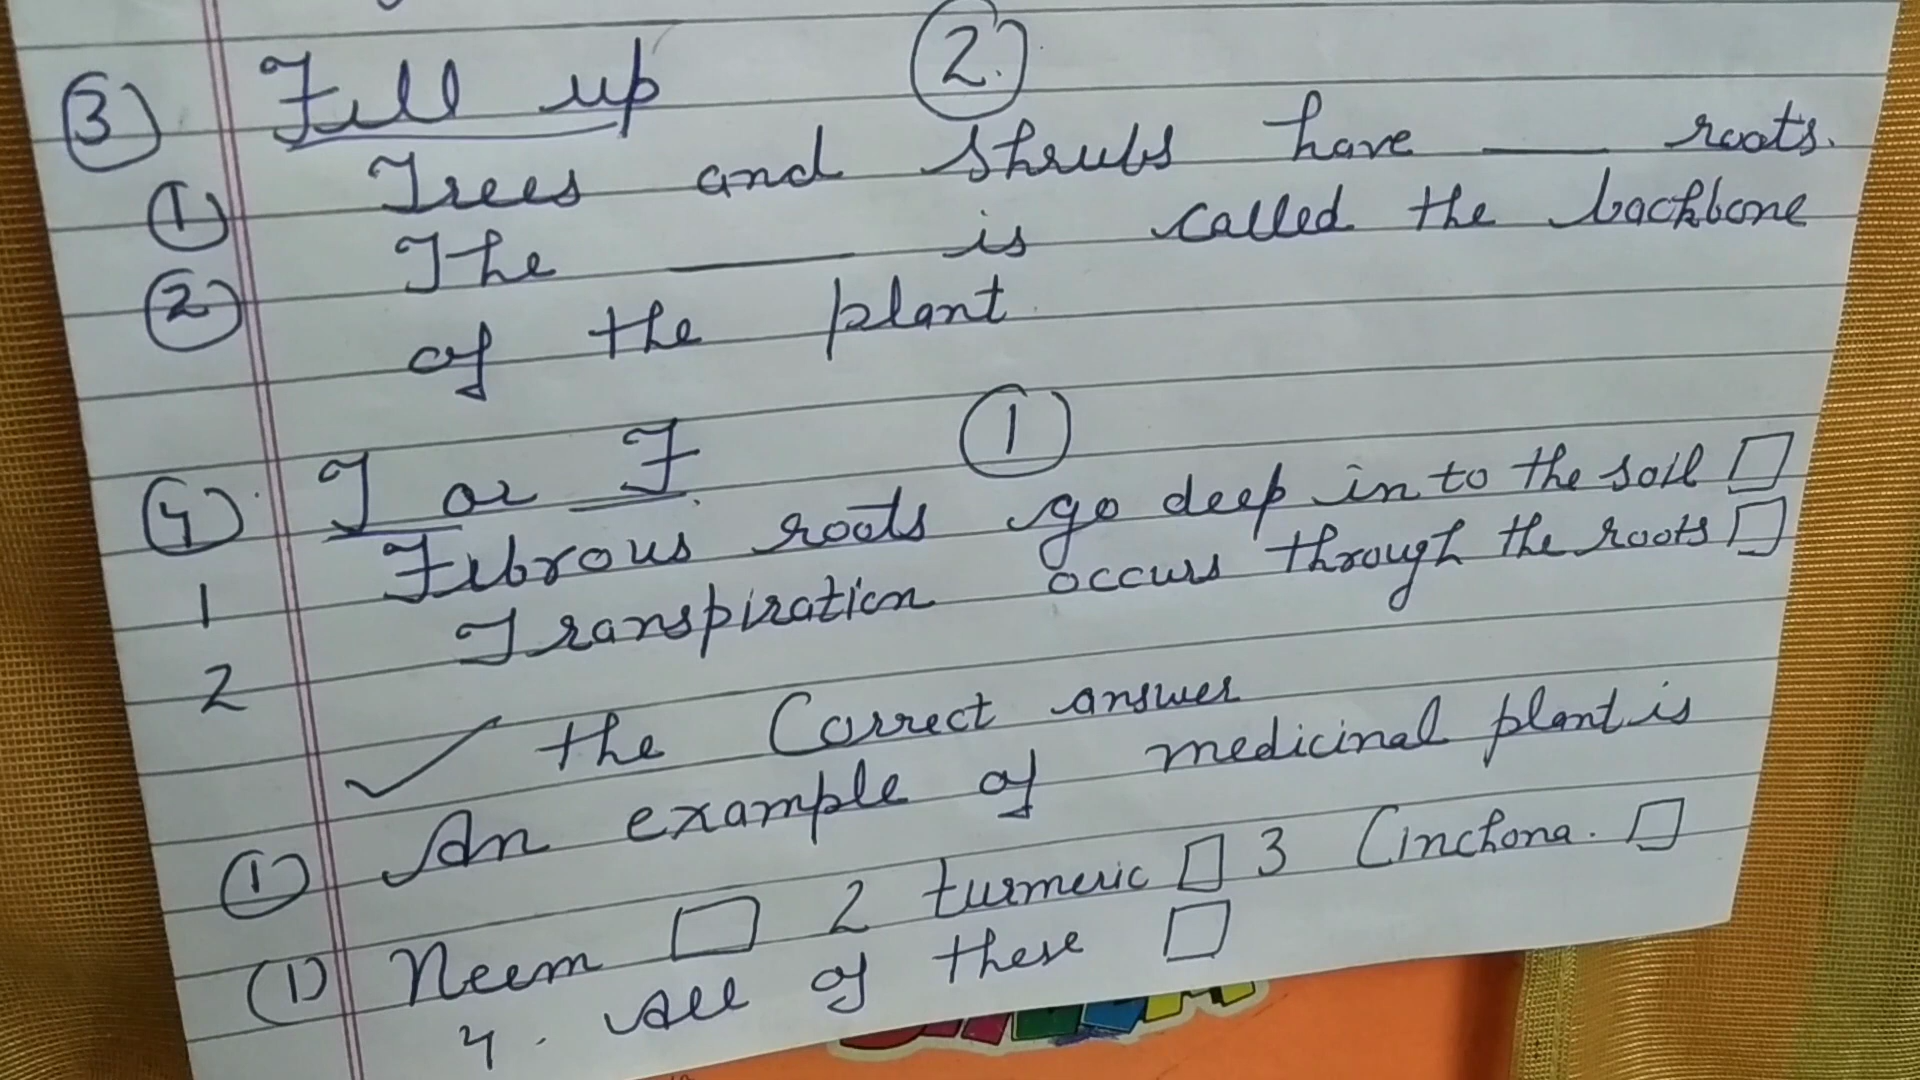 3 Fill up 2.
1 Trees and Shrubs have ____ roots.
2 The ____ is called the backbone
of the plant
4 T or F 1
1 Fibrous roots go deep in to the soil
2 Transpiration occurs through the roots
✓ the Correct answer
1 An example of medicinal plant is
(1) Neem 2 turmeric 3 Cinchona.
4. All of these